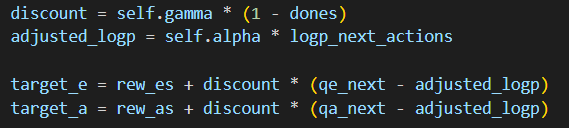 discount = self.gamma * (1 - dones)
adjusted_logp = self.alpha * logp_next_actions
target_e = rew_es + discount * (qe_next - adjusted_logp)
target_a = rew_as + discount * (qa_next - adjusted_logp)